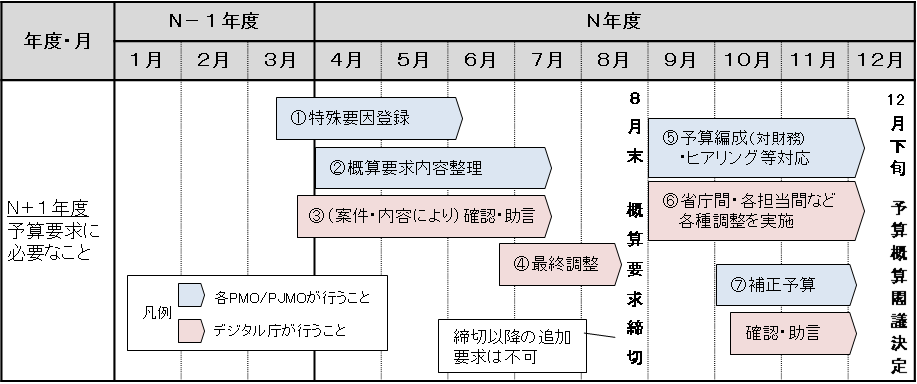 年度・月
N－1年度
N年度
1月 2月 3月 4月 5月 6月 7月 8月 9月 10月 11月 12月
N+1年度
予算要求に
必要なこと
①特殊要因登録
②概算要求内容整理
③(案件・内容により)確認・助言
④最終調整
8月末 概算要求締切
締切以降の追加
要求は不可
⑤予算編成(対財務)
・ヒアリング等対応
⑥省庁間・各担当間など
各種調整を実施
⑦補正予算
確認・助言
12月下旬 予算概算閣議決定
凡例
各PMO/PJMOが行うこと
デジタル庁が行うこと